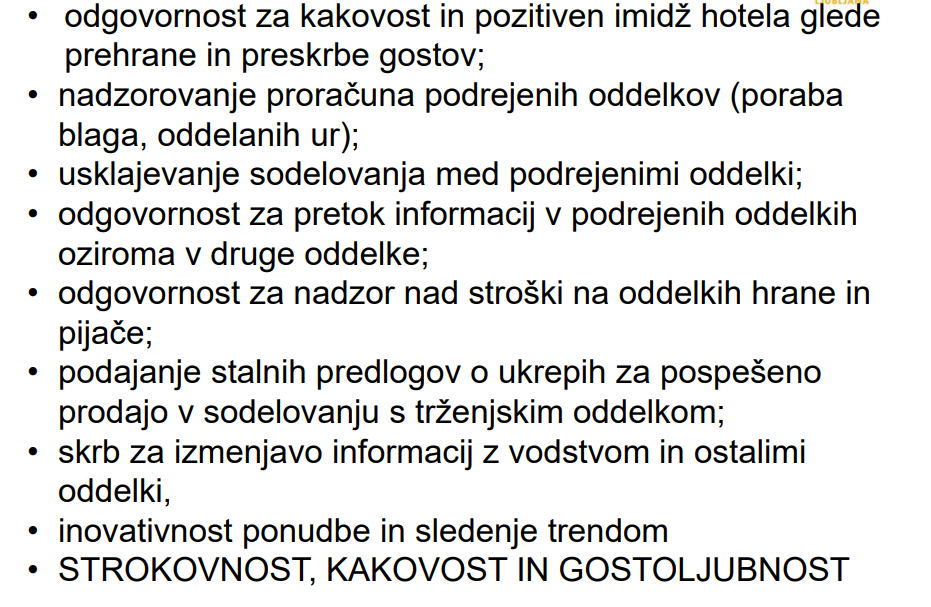 LJUBLJANA
• odgovornost za kakovost in pozitiven imidž hotela glede
prehrane in preskrbe gostov;
• nadzorovanje proračuna podrejenih oddelkov (poraba
blaga, oddelanih ur);
• usklajevanje sodelovanja med podrejenimi oddelki;
• odgovornost za pretok informacij v podrejenih oddelkih
oziroma v druge oddelke;
• odgovornost za nadzor nad stroški na oddelkih hrane in
pijače;
• podajanje stalnih predlogov o ukrepih za pospešeno
prodajo v sodelovanju s trženjskim oddelkom;
• skrb za izmenjavo informacij z vodstvom in ostalimi
oddelki,
• inovativnost ponudbe in sledenje trendom
• STROKOVNOST, KAKOVOST IN GOSTOLJUBNOST